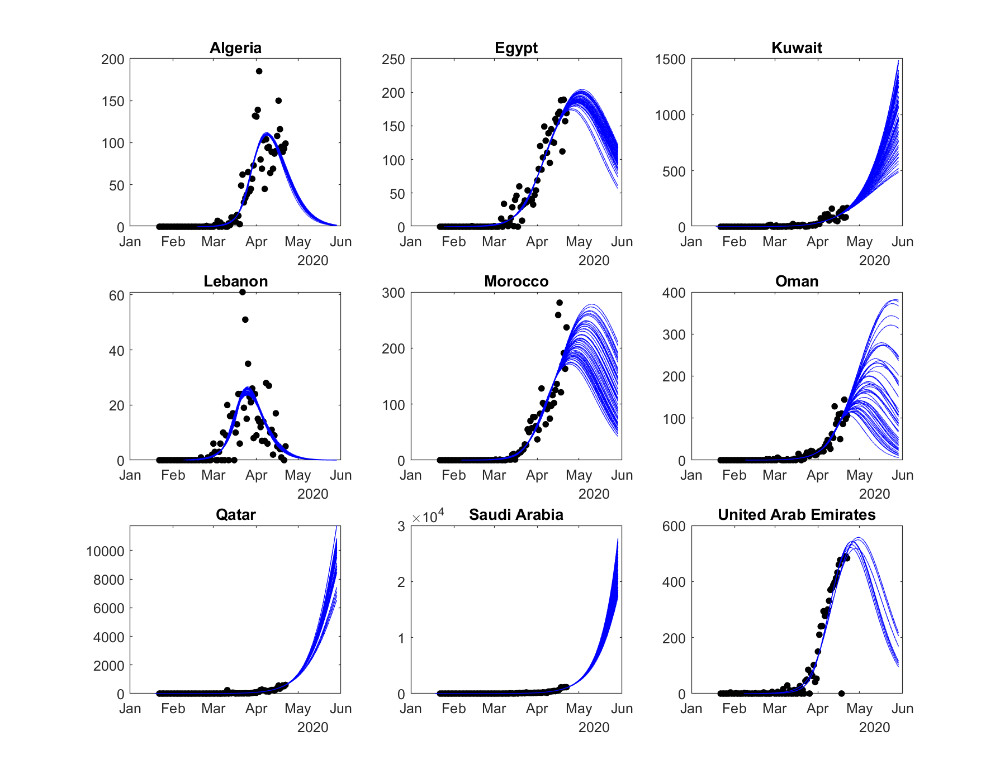 Algeria
200
150
100
50
0
Jan Feb Mar Apr May Jun
2020
Egypt
250
200
150
100
50
0
Jan Feb Mar Apr May Jun
2020
Kuwait
1500
1000
500
0
Jan Feb Mar Apr May Jun
2020
Lebanon
60
40
20
0
Jan Feb Mar Apr May Jun
2020
Morocco
300
200
100
0
Jan Feb Mar Apr May Jun
2020
Oman
400
300
200
100
0
Jan Feb Mar Apr May Jun
2020
Qatar
10000
8000
6000
4000
2000
0
Jan Feb Mar Apr May Jun
2020
Saudi Arabia
×10⁴
3
2
1
0
Jan Feb Mar Apr May Jun
2020
United Arab Emirates
600
400
200
0
Jan Feb Mar Apr May Jun
2020